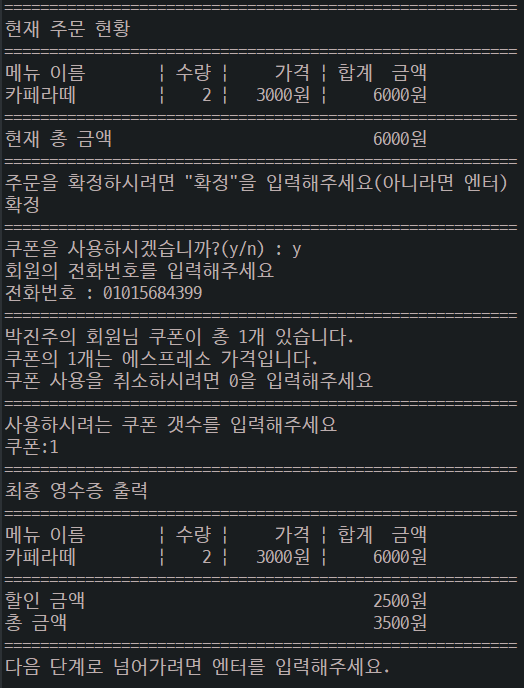 =========================================================
현재 주문 현황
=========================================================
메뉴 이름        ¦ 수량 ¦     가격 ¦ 합계  금액
카페라떼         ¦    2 ¦   3000원 ¦     6000원
=========================================================
현재 총 금액                             6000원
=========================================================
주문을 확정하시려면 "확정"을 입력해주세요(아니라면 엔터)
확정
=========================================================
쿠폰을 사용하시겠습니까?(y/n) : y
회원의 전화번호를 입력해주세요
전화번호 : 01015684399
=========================================================
박진주의 회원님 쿠폰이 총 1개 있습니다.
쿠폰의 1개는 에스프레소 가격입니다.
쿠폰 사용을 취소하시려면 0을 입력해주세요
=========================================================
사용하시려는 쿠폰 갯수를 입력해주세요
쿠폰:1
=========================================================
최종 영수증 출력
=========================================================
메뉴 이름        ¦ 수량 ¦     가격 ¦ 합계  금액
카페라떼         ¦    2 ¦   3000원 ¦     6000원
=========================================================
할인 금액                                2500원
총 금액                                  3500원
=========================================================
다음 단계로 넘어가려면 엔터를 입력해주세요.